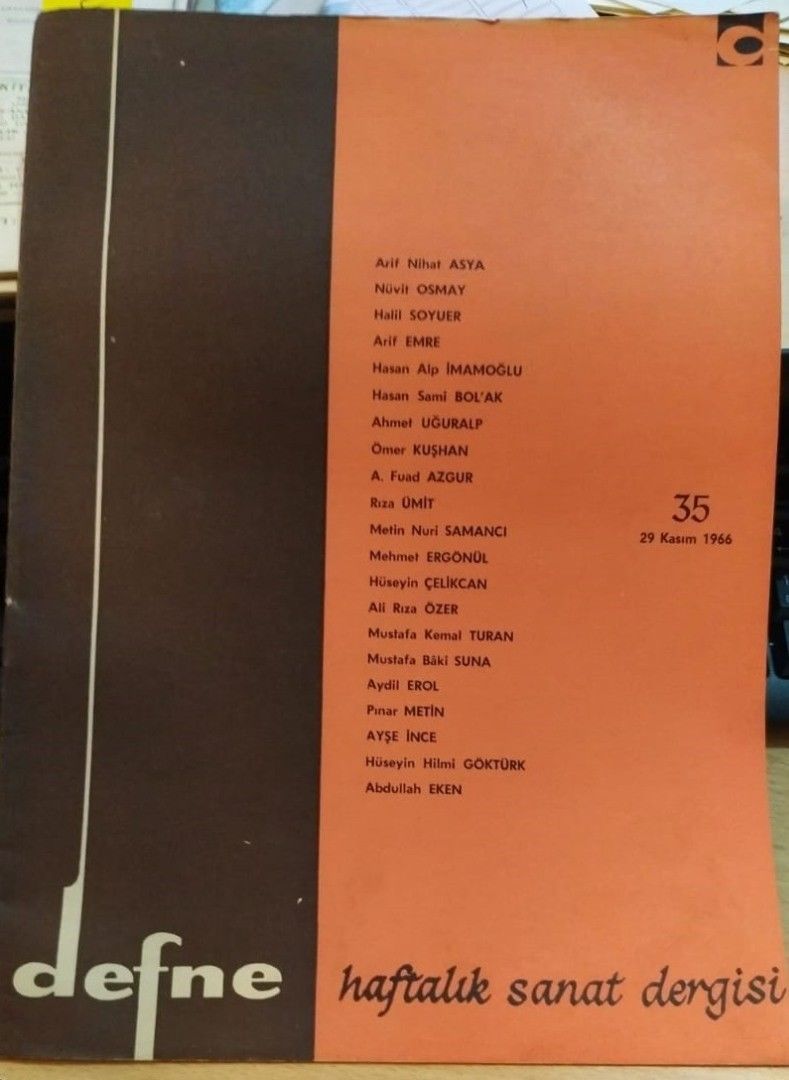 Arif Nihat ASYA
Nüvit OSMAY
Halil SOYUER
Arif EMRE
Hasan Alp İMAMOĞLU
Hasan Sami BOL'AK
Ahmet UĞURALP
Ömer KUŞHAN
A. Fuad AZGUR
Rıza ÜMİT
Metin Nuri SAMANCI
Mehmet ERGÖNÜL
Hüseyin ÇELİKCAN
Ali Rıza ÖZER
Mustafa Kemal TURAN
Mustafa Bâki SUNA
Aydil EROL
Pınar METİN
AYŞE İNCE
Hüseyin Hilmi GÖKTÜRK
Abdullah EKEN
35
29 Kasım 1966
defne
haftalık sanat dergisi